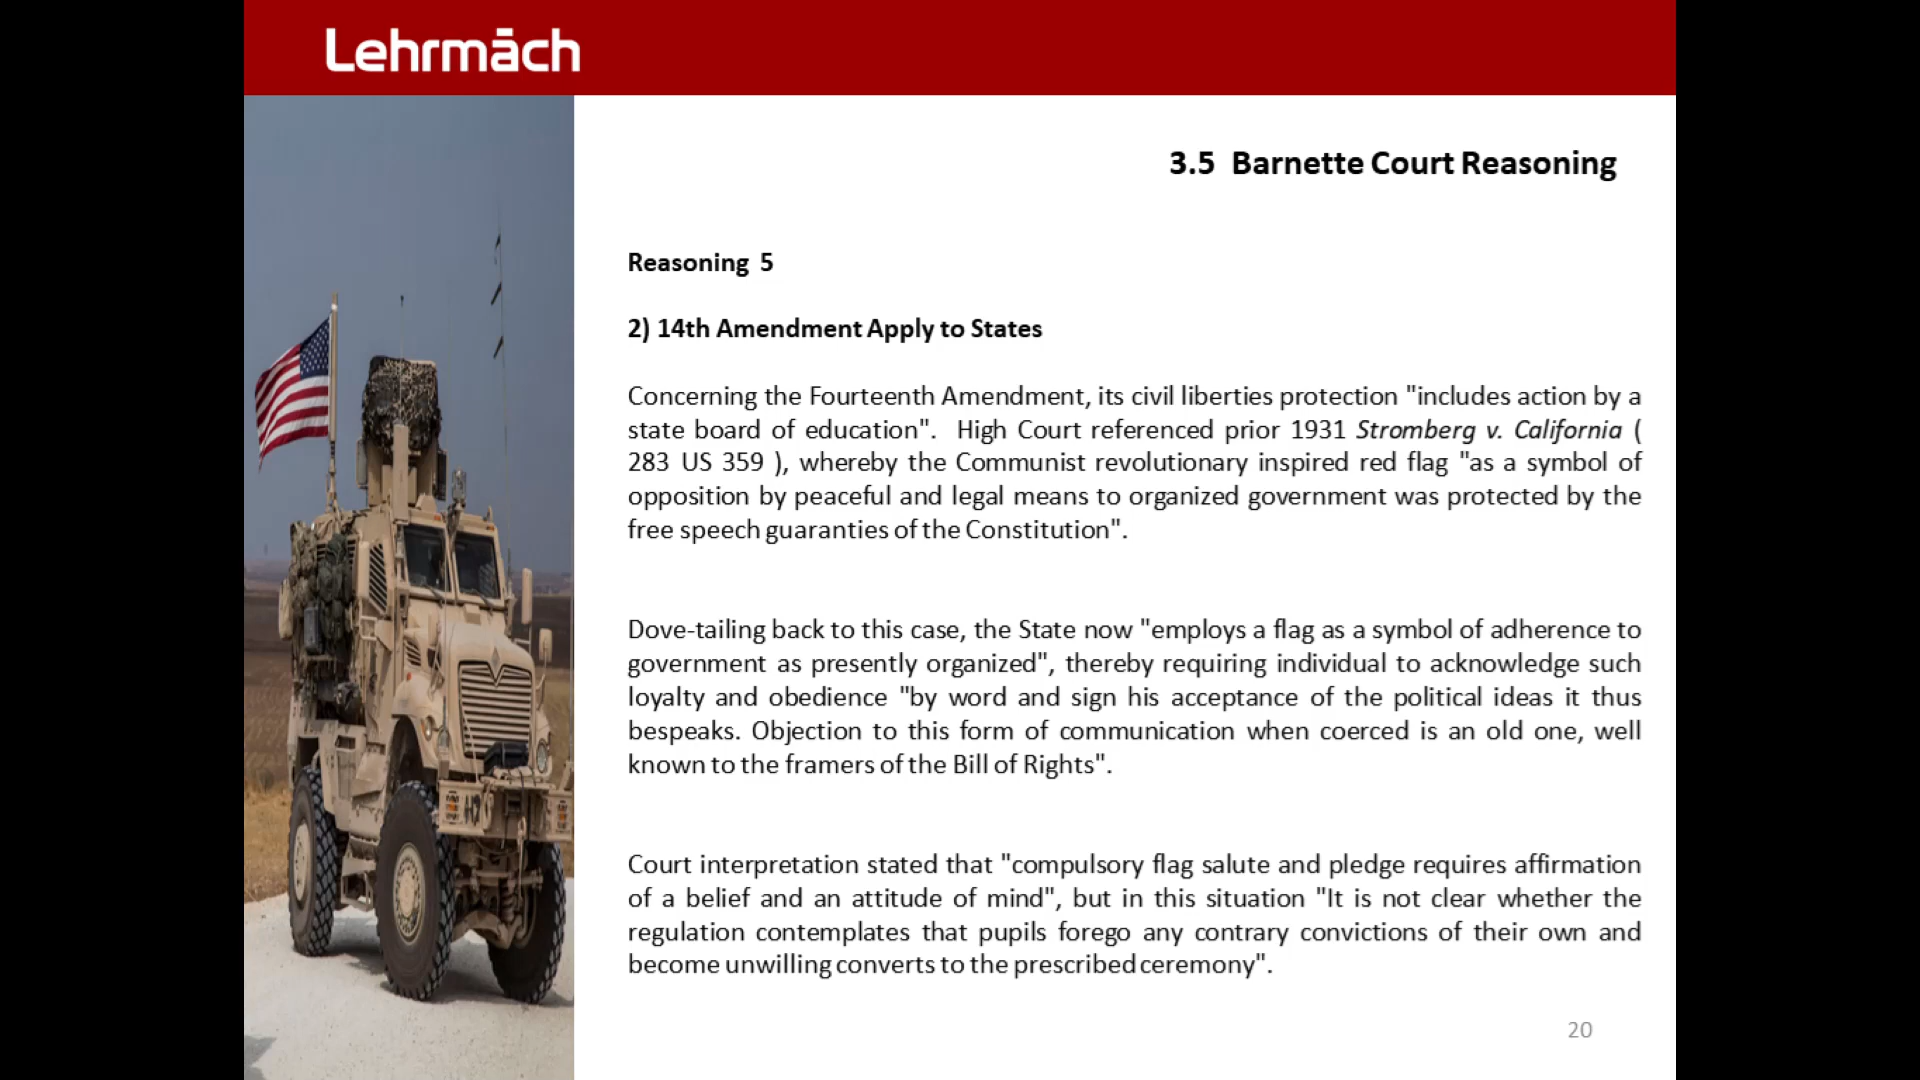 Lehrmāch
3.5 Barnette Court Reasoning
Reasoning 5
2) 14th Amendment Apply to States
Concerning the Fourteenth Amendment, its civil liberties protection "includes action by a
state board of education". High Court referenced prior 1931 Stromberg v. California (
283 US 359 ), whereby the Communist revolutionary inspired red flag "as a symbol of
opposition by peaceful and legal means to organized government was protected by the
free speech guaranties of the Constitution".
Dove-tailing back to this case, the State now "employs a flag as a symbol of adherence to
government as presently organized", thereby requiring individual to acknowledge such
loyalty and obedience "by word and sign his acceptance of the political ideas it thus
bespeaks. Objection to this form of communication when coerced is an old one, well
known to the framers of the Bill of Rights".
Court interpretation stated that "compulsory flag salute and pledge requires affirmation
of a belief and an attitude of mind", but in this situation "It is not clear whether the
regulation contemplates that pupils forego any contrary convictions of their own and
become unwilling converts to the prescribed ceremony".
20